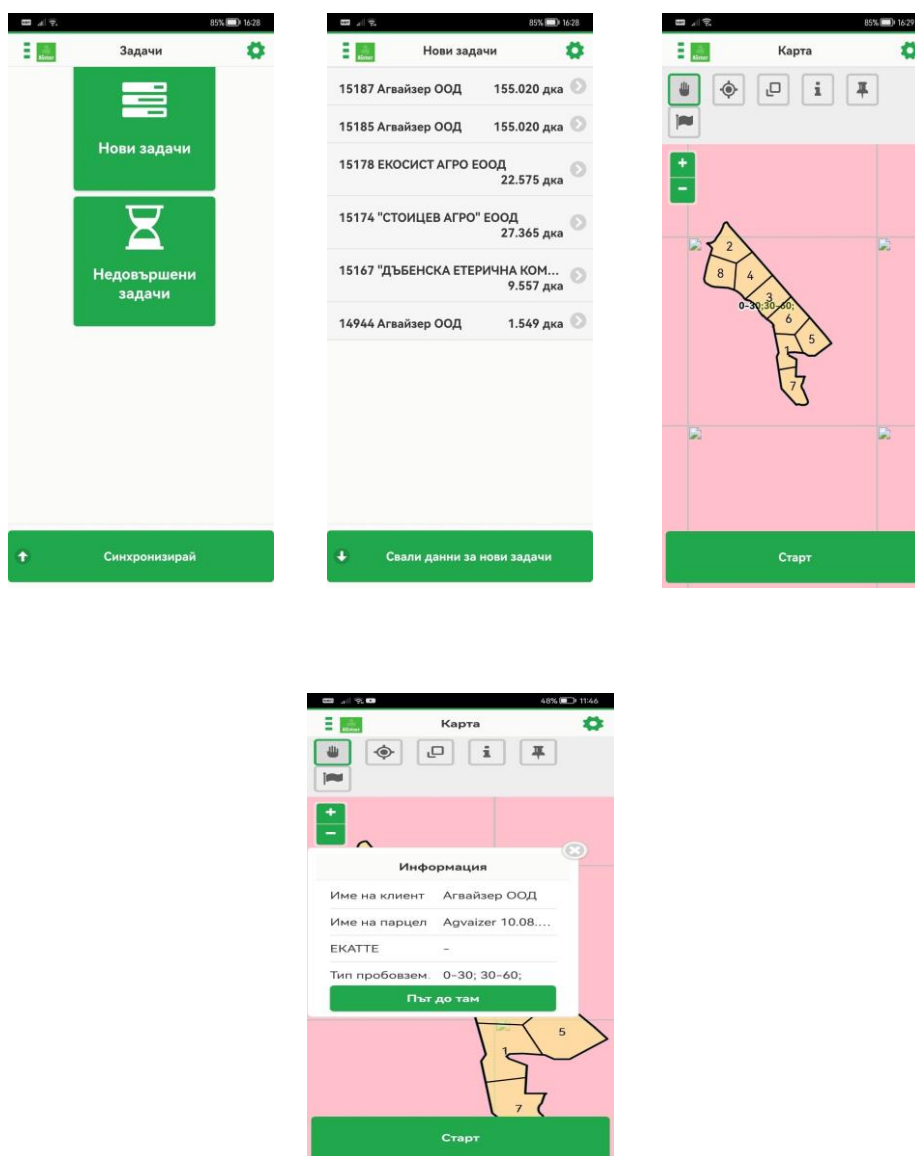 85% 16:28
Задачи
Нови задачи
Недовършени
задачи
Синхронизирай
85% 16:28
Нови задачи
15187 Агвайзер ООД 155.020 дка
15185 Агвайзер ООД 155.020 дка
15178 ЕКОСИСТ АГРО ЕООД
22.575 дка
15174 "СТОИЦЕВ АГРО" ЕООД
27.365 дка
15167 "ДЪБЕНСКА ЕТЕРИЧНА КОМ...
9.557 дка
14944 Агвайзер ООД 1.549 дка
Свали данни за нови задачи
85% 16:29
Карта
+
−
2
8 4
3
0-30;30-60;
6
5
1
7
Старт
48% 11:46
Карта
+
−
Информация
Име на клиент Агвайзер ООД
Име на парцел Agvaizer 10.08....
ЕКАТТЕ –
Тип пробовзем. 0-30; 30-60;
Път до там
5
1
7
Старт